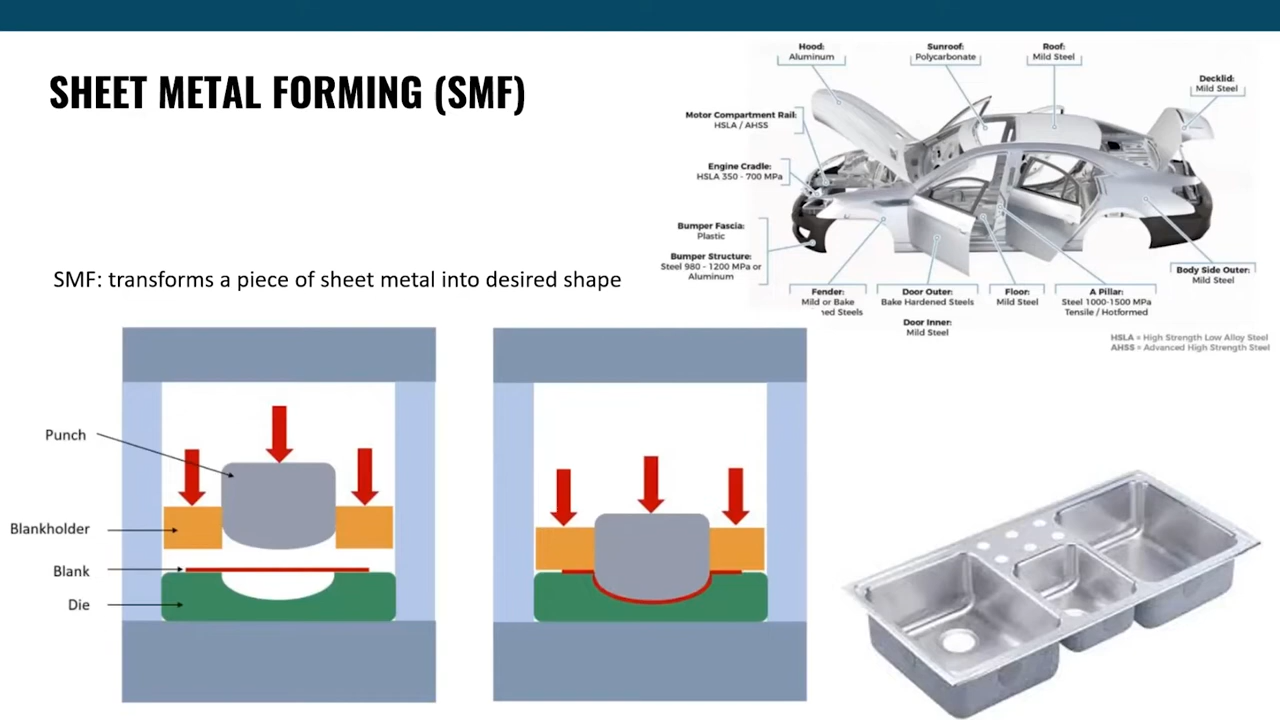 SHEET METAL FORMING (SMF)
SMF: transforms a piece of sheet metal into desired shape
Hood:
Aluminum
Sunroof:
Polycarbonate
Roof:
Mild Steel
Decklid:
Mild Steel
Motor Compartment Rail:
HSLA / AHSS
Engine Cradle:
HSLA 350 - 700 MPa
Bumper Fascia:
Plastic
Bumper Structure:
Steel 980 - 1200 MPa or
Aluminum
Fender:
Mild or Bake
ned Steels
Door Outer:
Bake Hardened Steels
Door Inner:
Mild Steel
Floor:
Mild Steel
A Pillar:
Steel 1000-1500 MPa
Tensile / Hotformed
Body Side Outer:
Mild Steel
HSLA = High Strength Low Alloy Steel
AHSS = Advanced High Strength Steel
Punch
Blankholder
Blank
Die